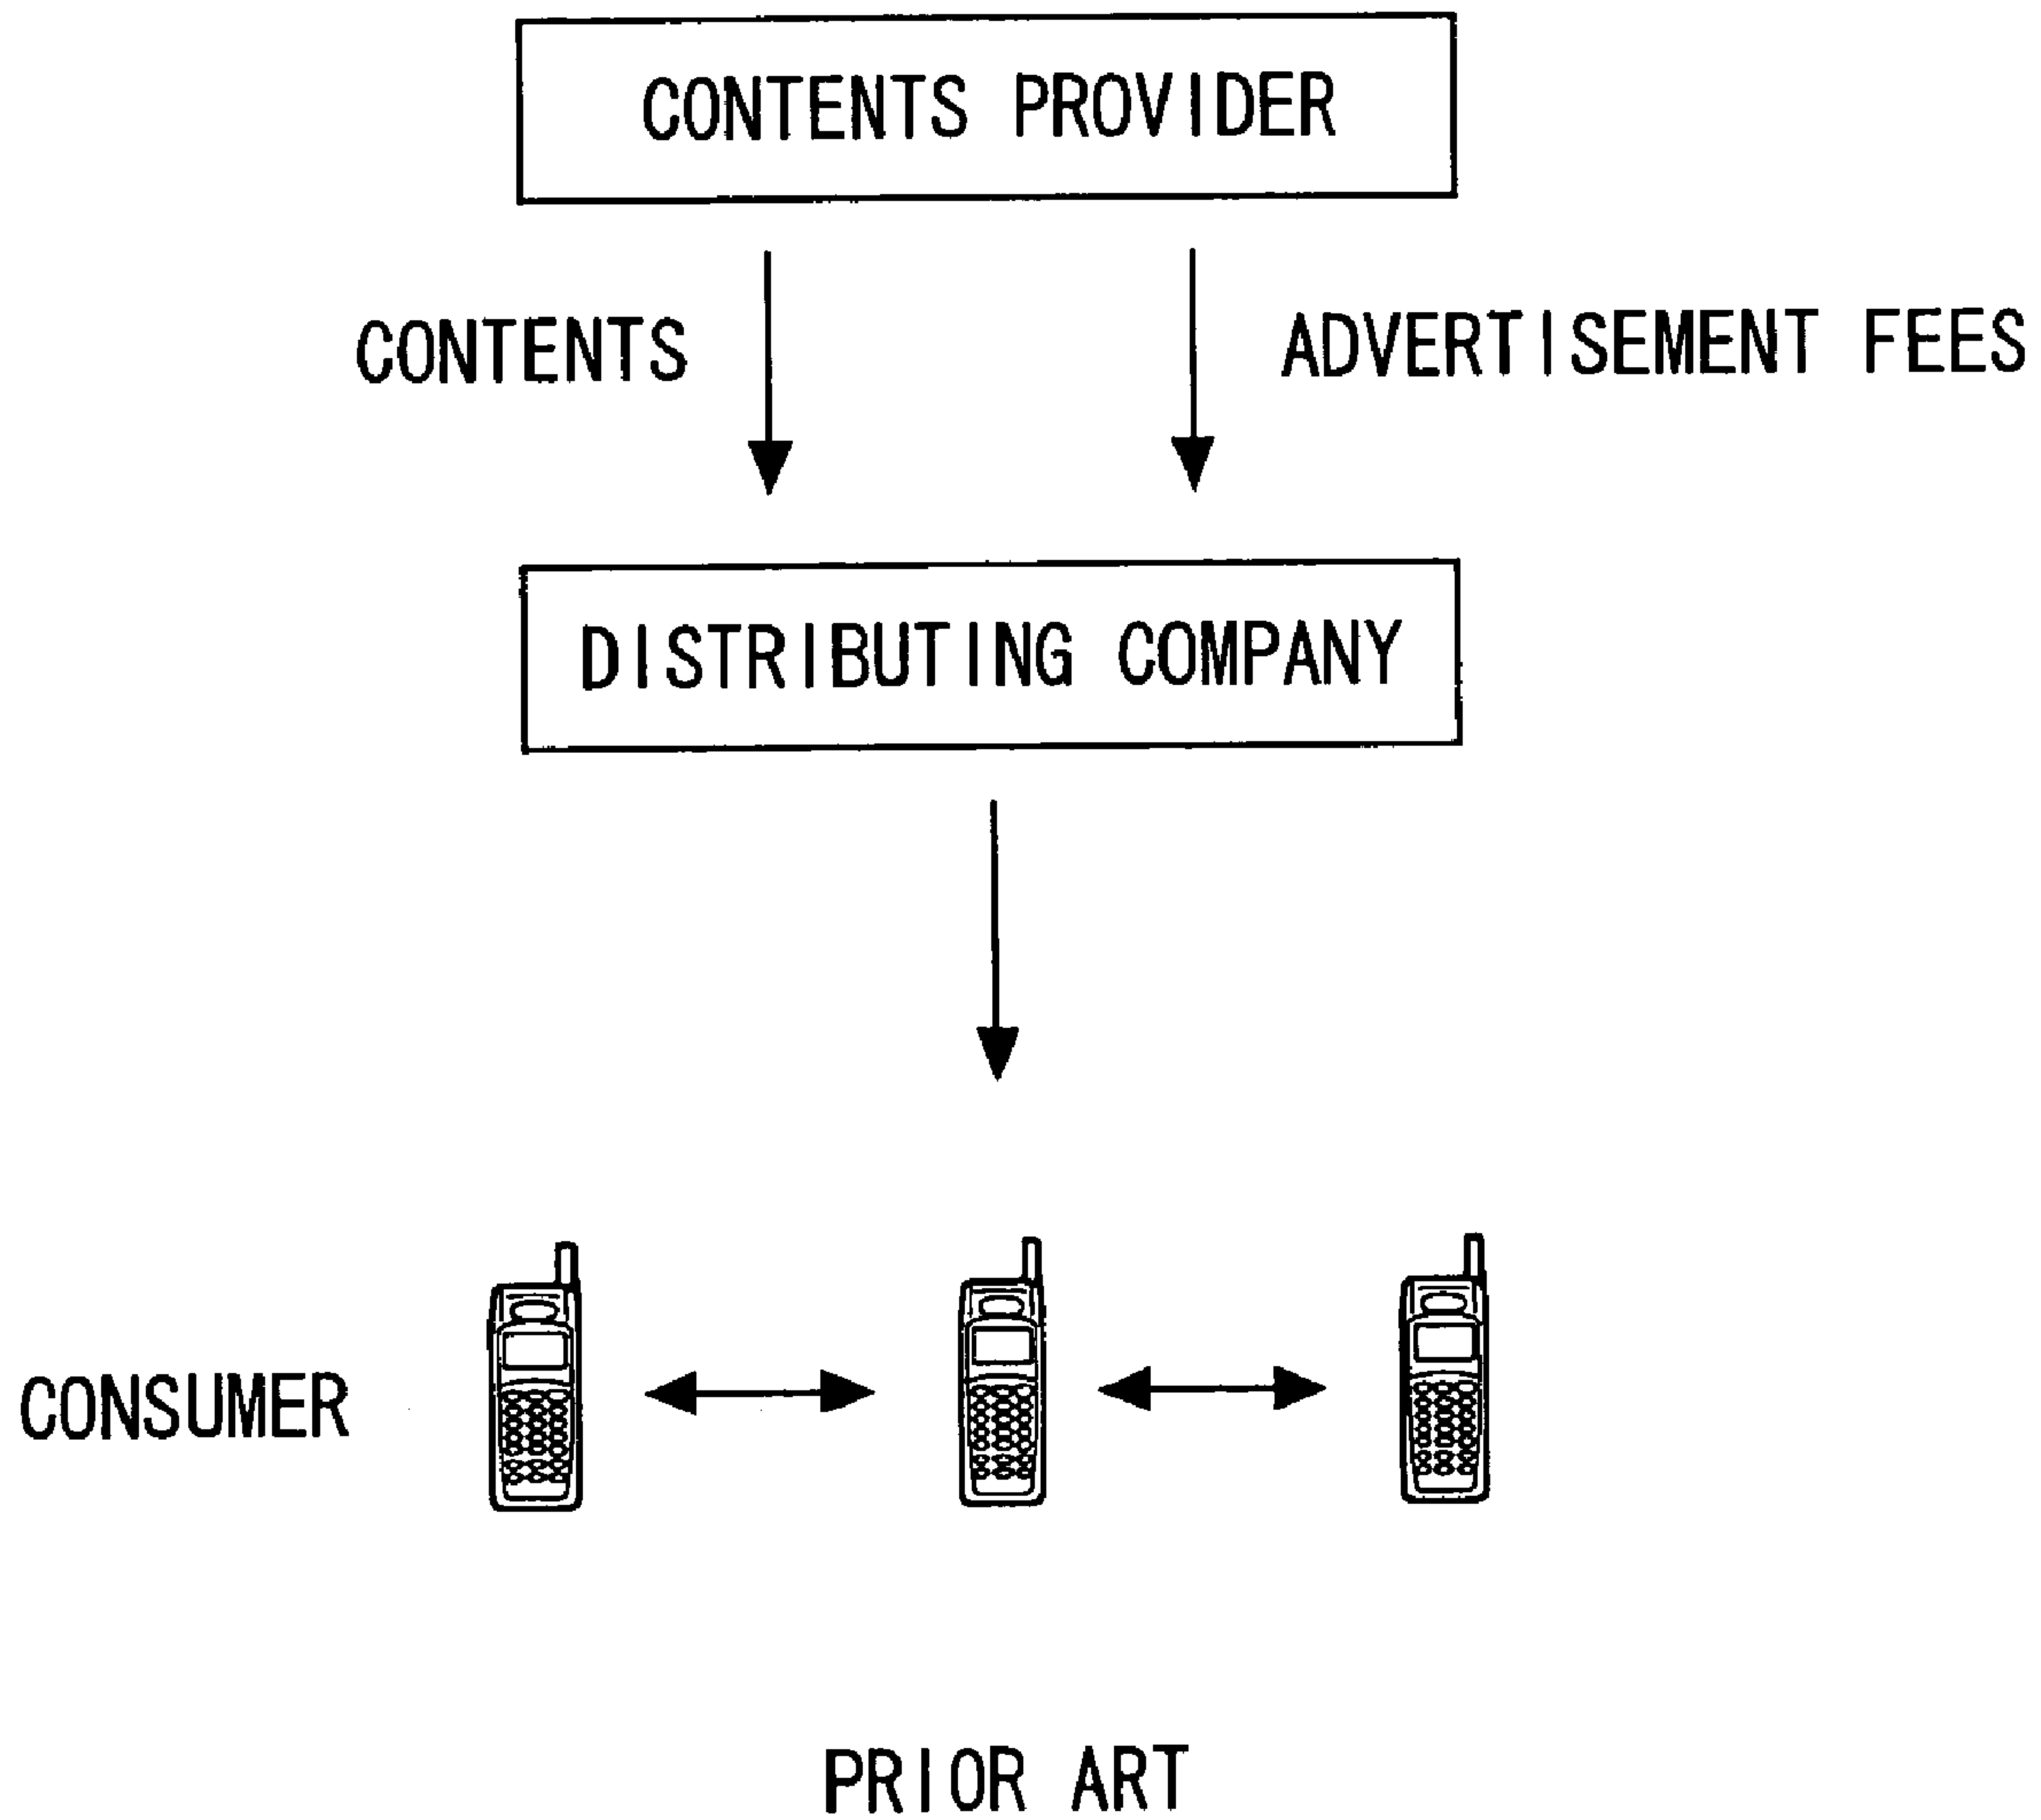 CONTENTS PROVIDER
CONTENTS
ADVERTISEMENT FEES
DISTRIBUTING COMPANY
CONSUMER
PRIOR ART